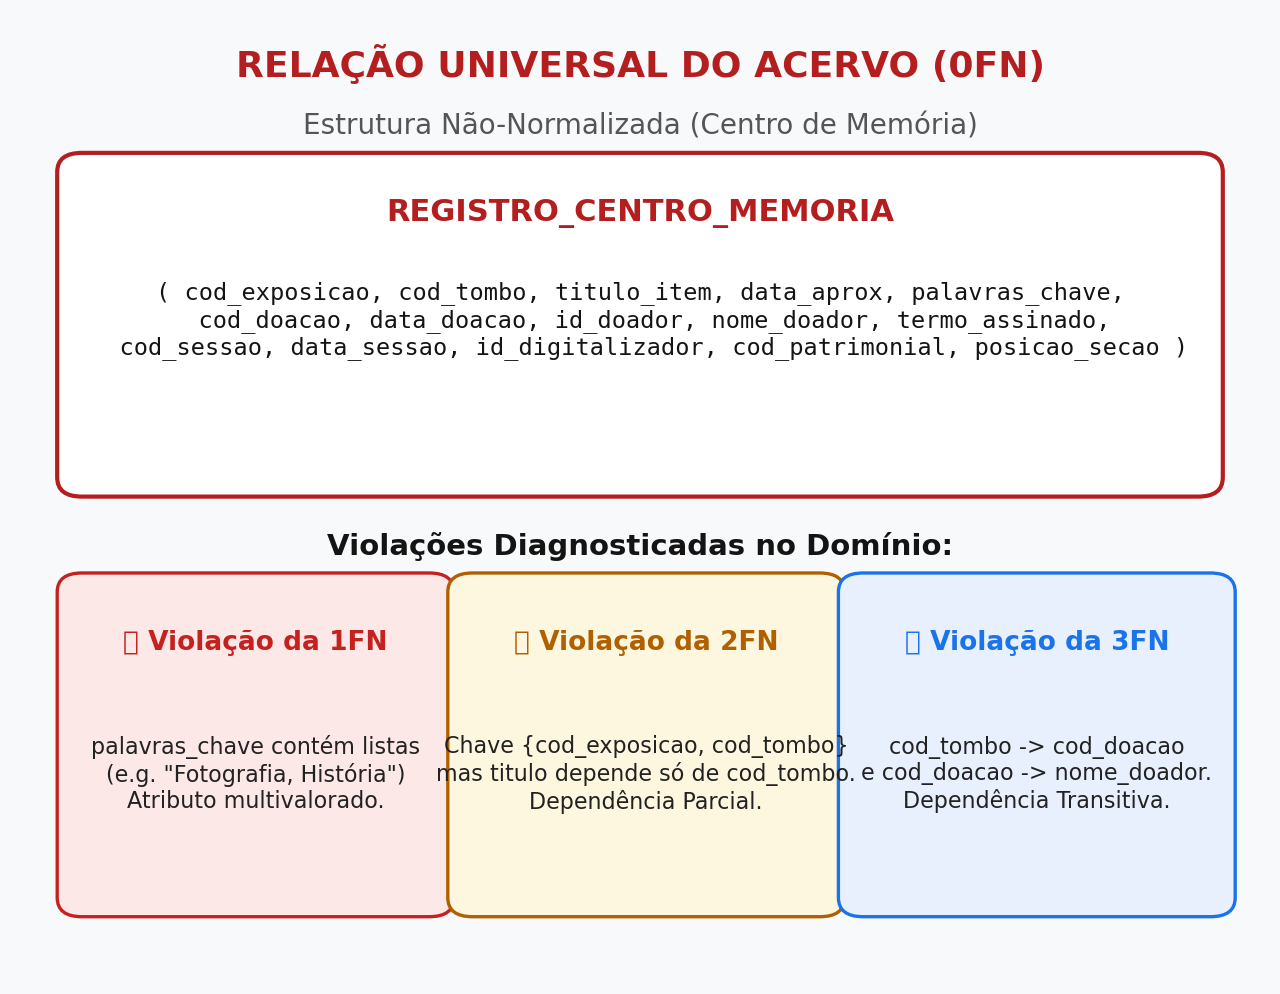 RELAÇÃO UNIVERSAL DO ACERVO (0FN)
Estrutura Não-Normalizada (Centro de Memória)
REGISTRO_CENTRO_MEMORIA
( cod_exposicao, cod_tombo, titulo_item, data_aprox, palavras_chave,
cod_doacao, data_doacao, id_doador, nome_doador, termo_assinado,
cod_sessao, data_sessao, id_digitalizador, cod_patrimonial, posicao_secao )
Violações Diagnosticadas no Domínio:
Violação da 1FN
palavras_chave contém listas
(e.g. "Fotografia, História")
Atributo multivalorado.
Violação da 2FN
Chave {cod_exposicao, cod_tombo}
mas titulo depende só de cod_tombo.
Dependência Parcial.
Violação da 3FN
cod_tombo -> cod_doacao
e cod_doacao -> nome_doador.
Dependência Transitiva.